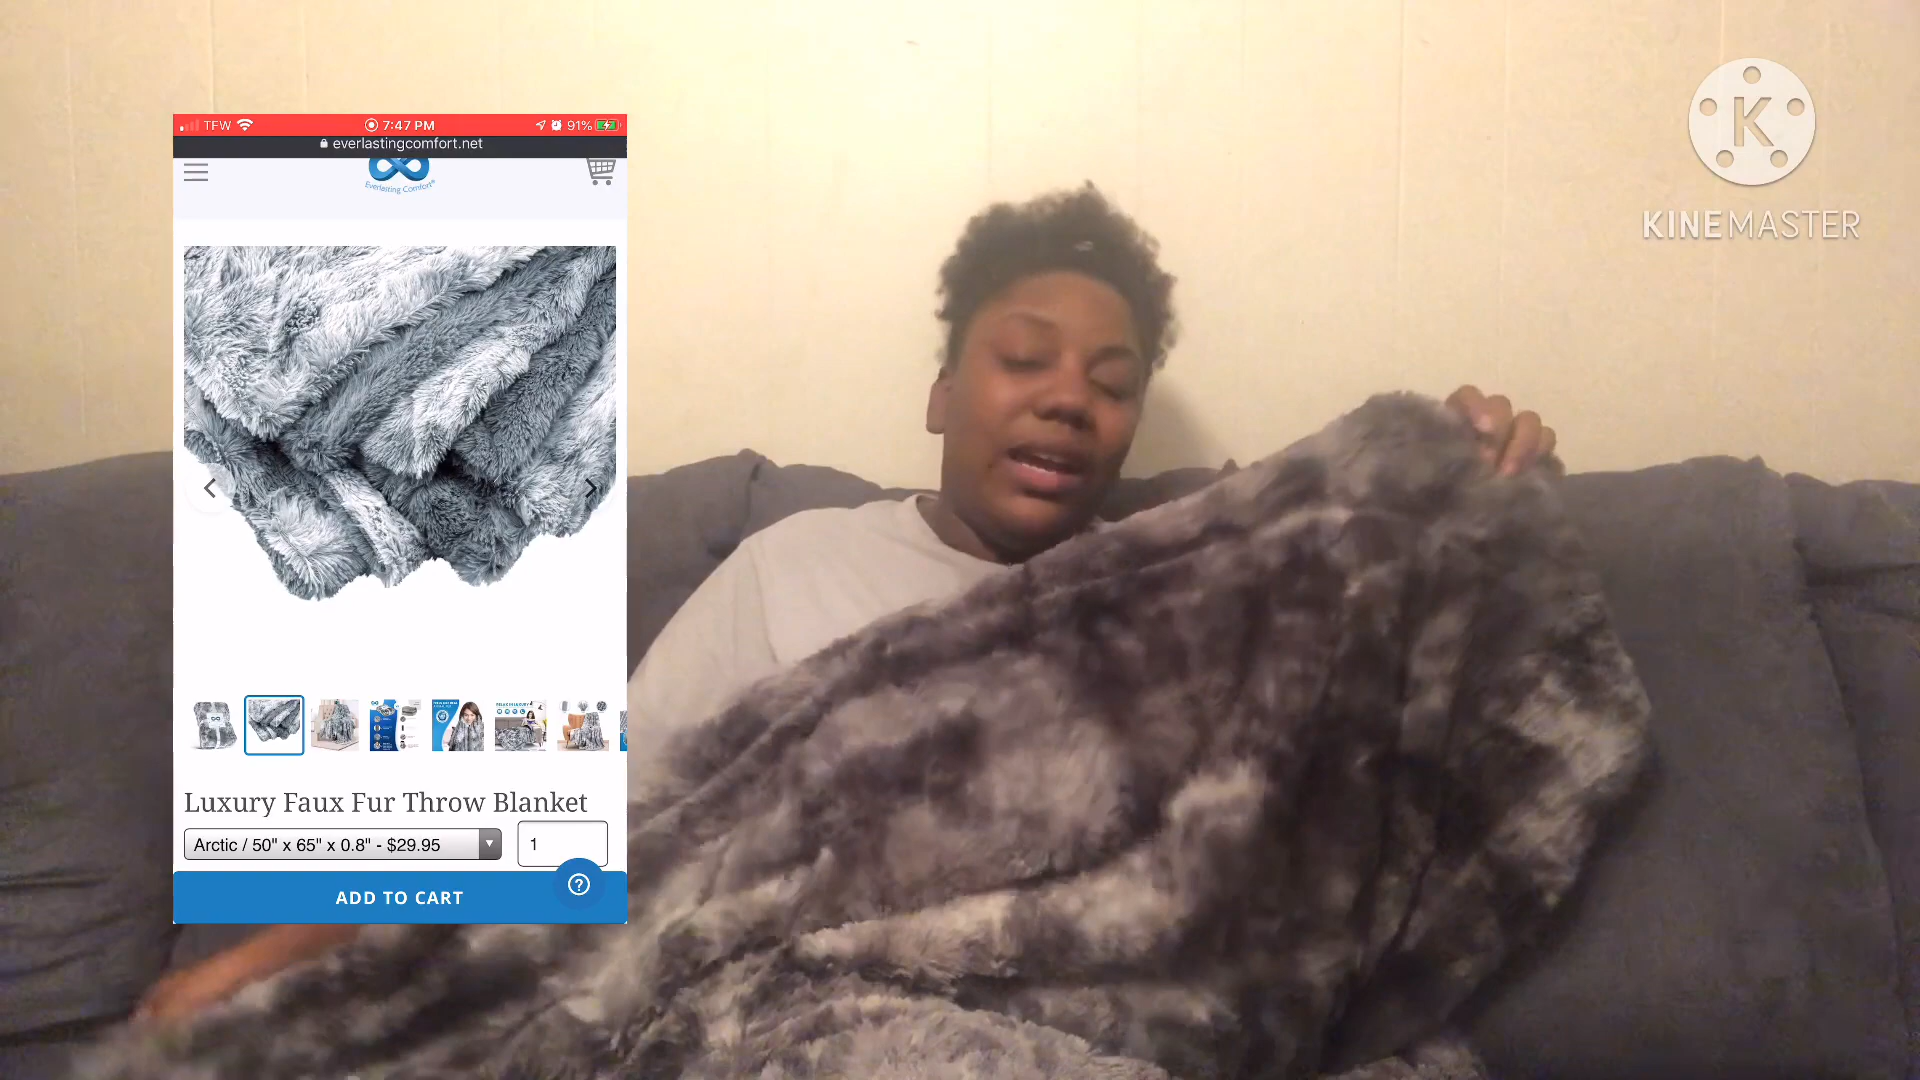 TFW 7:47 PM 91%
everlastingcomfort.net
Everlasting Comfort®
Luxury Faux Fur Throw Blanket
Arctic / 50" x 65" x 0.8" - $29.95
1
ADD TO CART
?
K
KINEMASTER